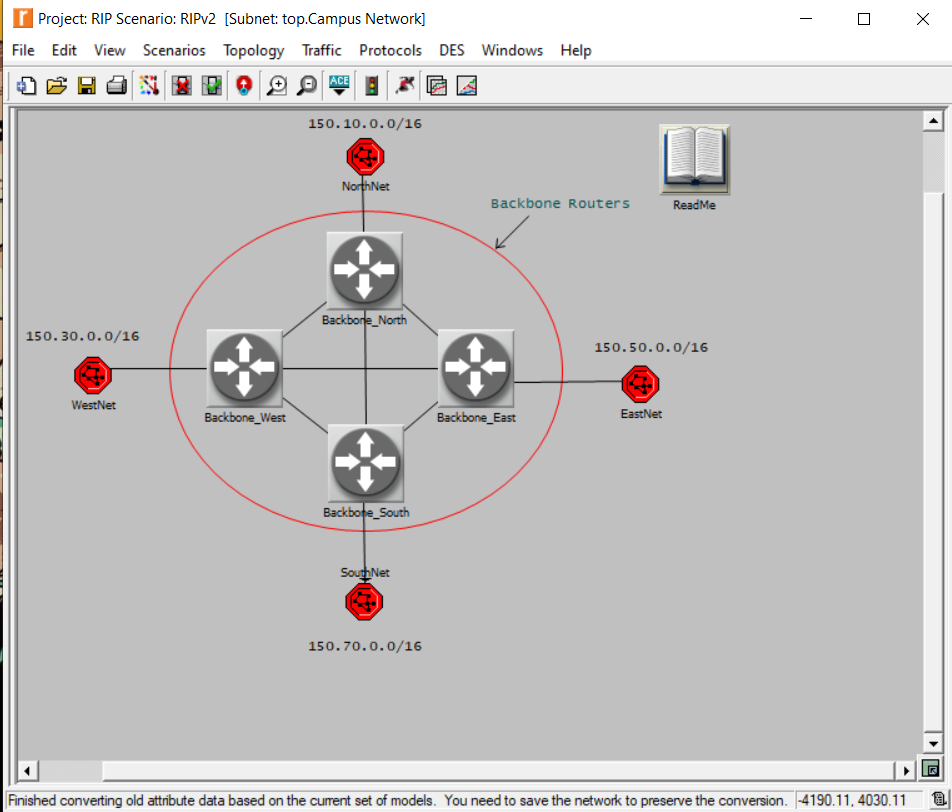 Project: RIP Scenario: RIPv2 [Subnet: top.Campus Network]
File Edit View Scenarios Topology Traffic Protocols DES Windows Help
ACE
150.10.0.0/16
NorthNet
ReadMe
Backbone Routers
Backbone_North
150.30.0.0/16
WestNet
150.50.0.0/16
EastNet
Backbone_West
Backbone_East
Backbone_South
SouthNet
150.70.0.0/16
Finished converting old attribute data based on the current set of models. You need to save the network to preserve the conversion. -4190.11, 4030.11